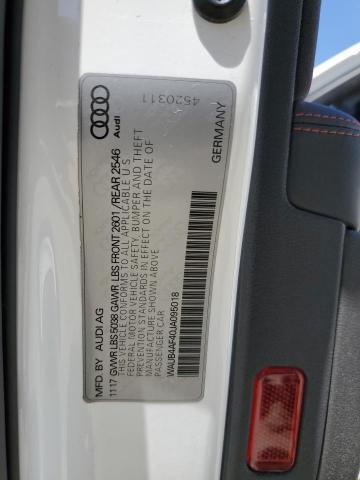 Audi
4520311
GERMANY
MFD. BY AUDI AG
11 17 GVWR LBS 5038 GAWR LBS FRONT 2601 /REAR 2546
THIS VEHICLE CONFORMS TO ALL APPLICABLE U.S.
FEDERAL MOTOR VEHICLE SAFETY, BUMPER AND THEFT
PREVENTION STANDARDS IN EFFECT ON THE DATE OF
MANUFACTURE SHOWN ABOVE.
PASSENGER CAR
WAUB4AF40JA095018